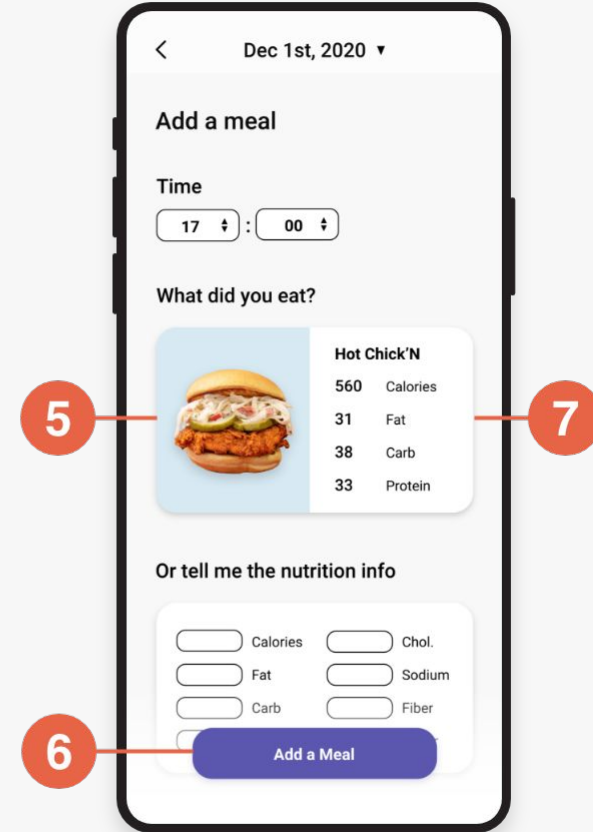 Dec 1st, 2020 ▼
Add a meal
Time
17 : 00
What did you eat?
Hot Chick'N
560 Calories
5
7
31 Fat
38 Carb
33 Protein
Or tell me the nutrition info
Calories Chol.
Fat Sodium
Carb Fiber
6
Add a Meal